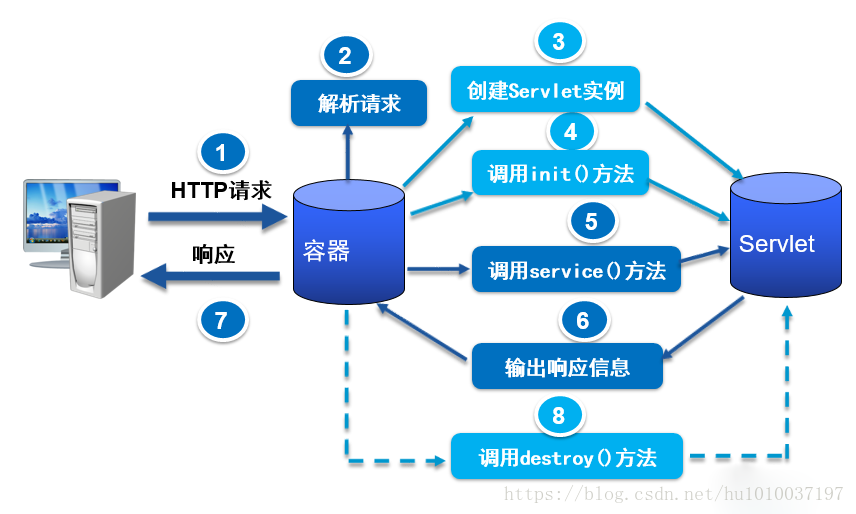 1
HTTP请求
2
解析请求
3
创建Servlet实例
4
调用init()方法
5
调用service()方法
容器
Servlet
响应
7
6
输出响应信息
8
调用destroy()方法
https://blog.csdn.net/hu1010037197